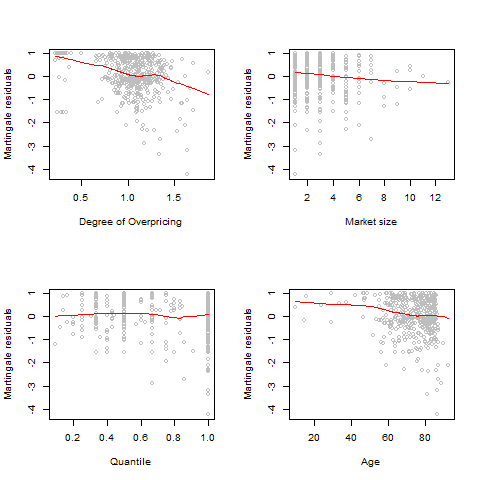 Martingale residuals
1
0
-1
-2
-3
-4
0.5 1.0 1.5
Degree of Overpricing
Martingale residuals
1
0
-1
-2
-3
-4
2 4 6 8 10 12
Market size
Martingale residuals
1
0
-1
-2
-3
-4
0.2 0.4 0.6 0.8 1.0
Quantile
Martingale residuals
1
0
-1
-2
-3
-4
20 40 60 80
Age